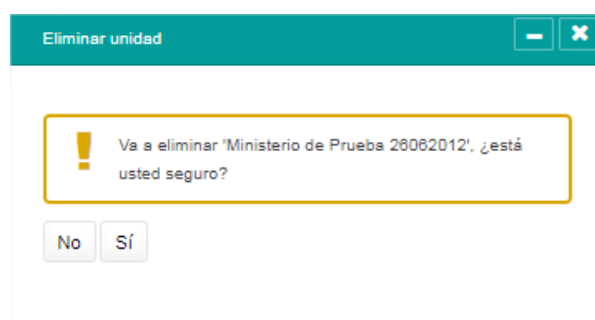 Eliminar unidad
Va a eliminar 'Ministerio de Prueba 26062012', ¿está
usted seguro?
No Sí